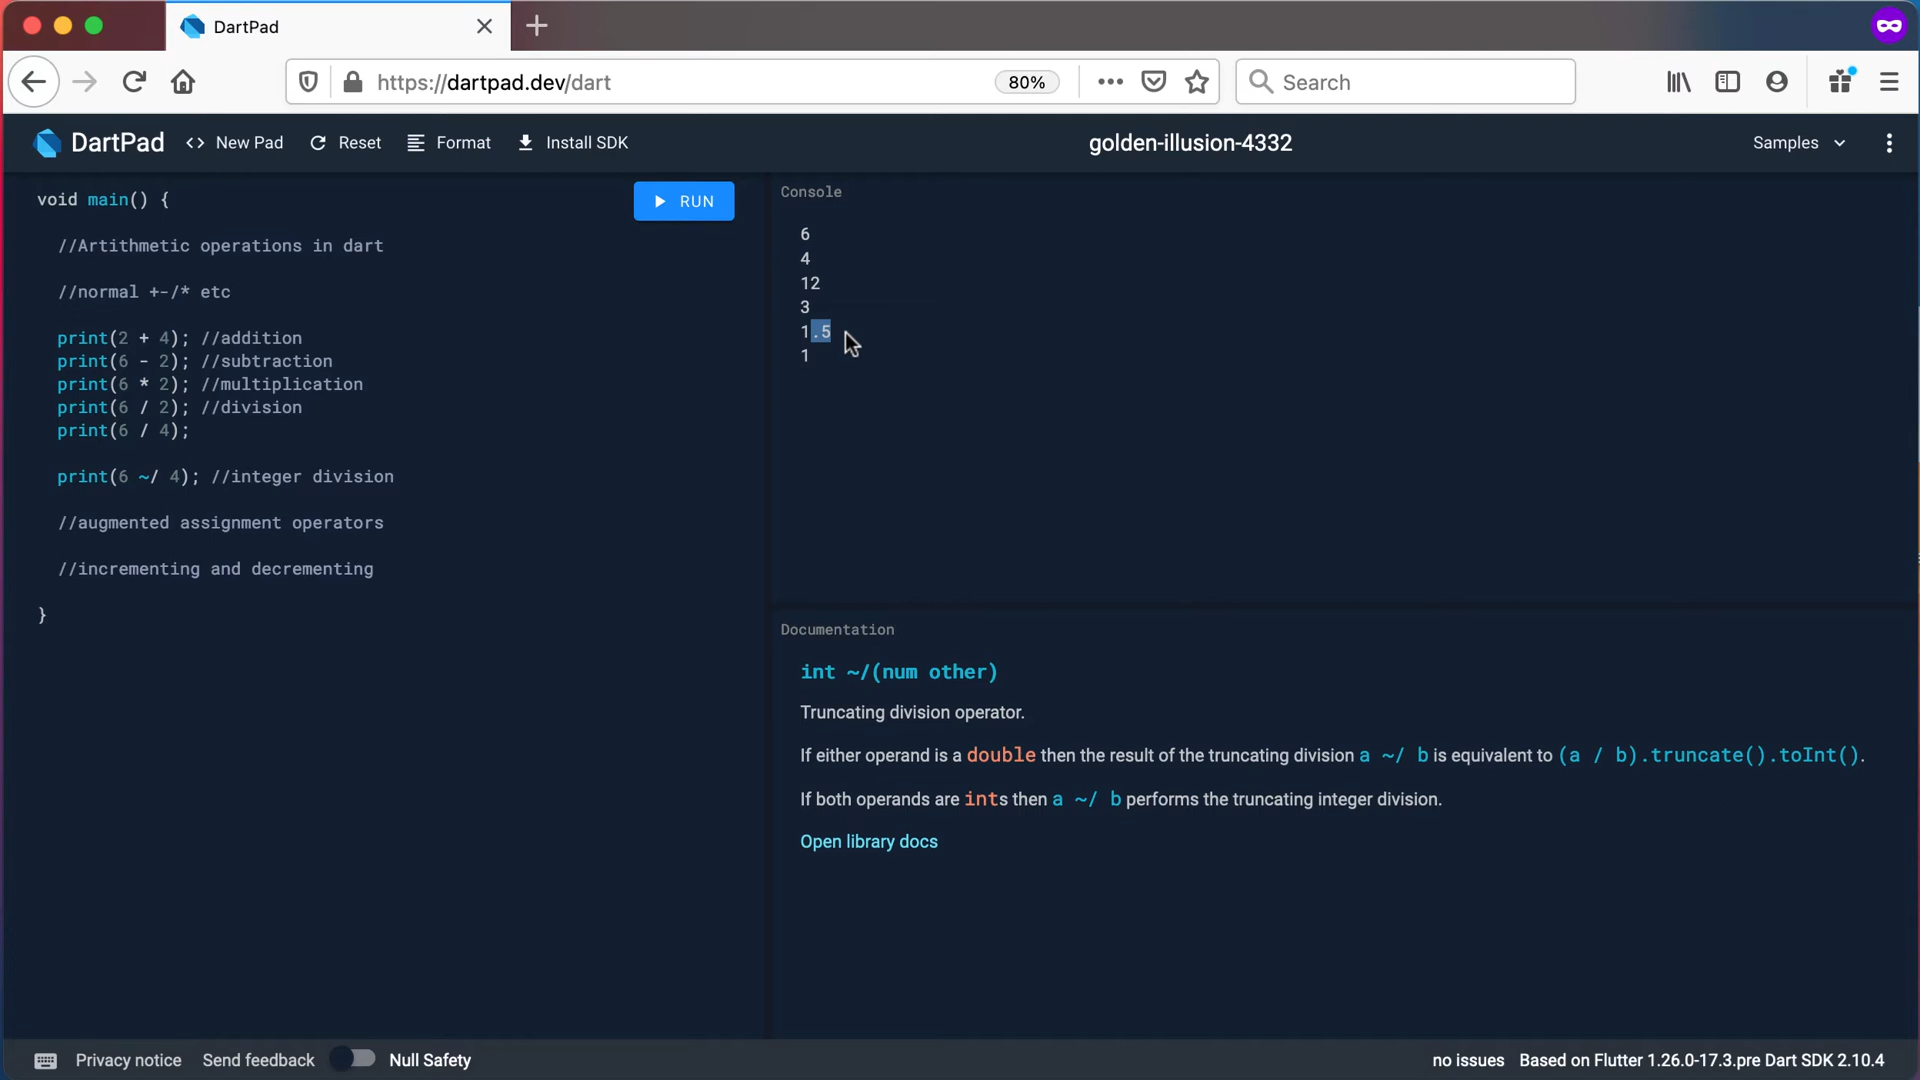 DartPad
https://dartpad.dev/dart
80%
Search
DartPad
New Pad
Reset
Format
Install SDK
golden-illusion-4332
Samples
void main() {
//Artithmetic operations in dart
//normal +-/* etc
print(2 + 4); //addition
print(6 - 2); //subtraction
print(6 * 2); //multiplication
print(6 / 2); //division
print(6 / 4);
print(6 ~/ 4); //integer division
//augmented assignment operators
//incrementing and decrementing
}
RUN
Console
6
4
12
3
1.5
1
Documentation
int ~/(num other)
Truncating division operator.
If either operand is a double then the result of the truncating division a ~/ b is equivalent to (a / b).truncate().toInt().
If both operands are ints then a ~/ b performs the truncating integer division.
Open library docs
Privacy notice
Send feedback
Null Safety
no issues
Based on Flutter 1.26.0-17.3.pre Dart SDK 2.10.4